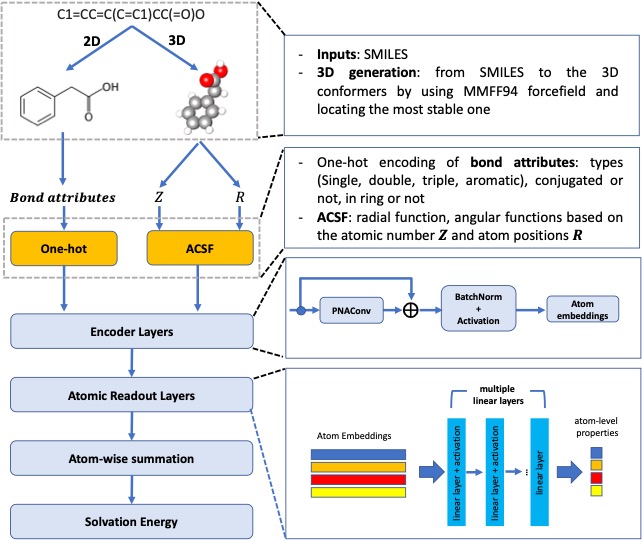 C1=CC=C(C=C1)CC(=O)O
2D
3D
OH
O
Bond attributes
Z
R
One-hot
ACSF
Encoder Layers
Atomic Readout Layers
Atom-wise summation
Solvation Energy
- Inputs: SMILES
- 3D generation: from SMILES to the 3D
conformers by using MMFF94 forcefield and
locating the most stable one
- One-hot encoding of bond attributes: types
(Single, double, triple, aromatic), conjugated or
not, in ring or not
- ACSF: radial function, angular functions based on
the atomic number Z and atom positions R
PNAConv
BatchNorm
+
Activation
Atom
embeddings
multiple
linear layers
Atom Embeddings
linear layer + activation
linear layer + activation
...
linear layer
atom-level
properties